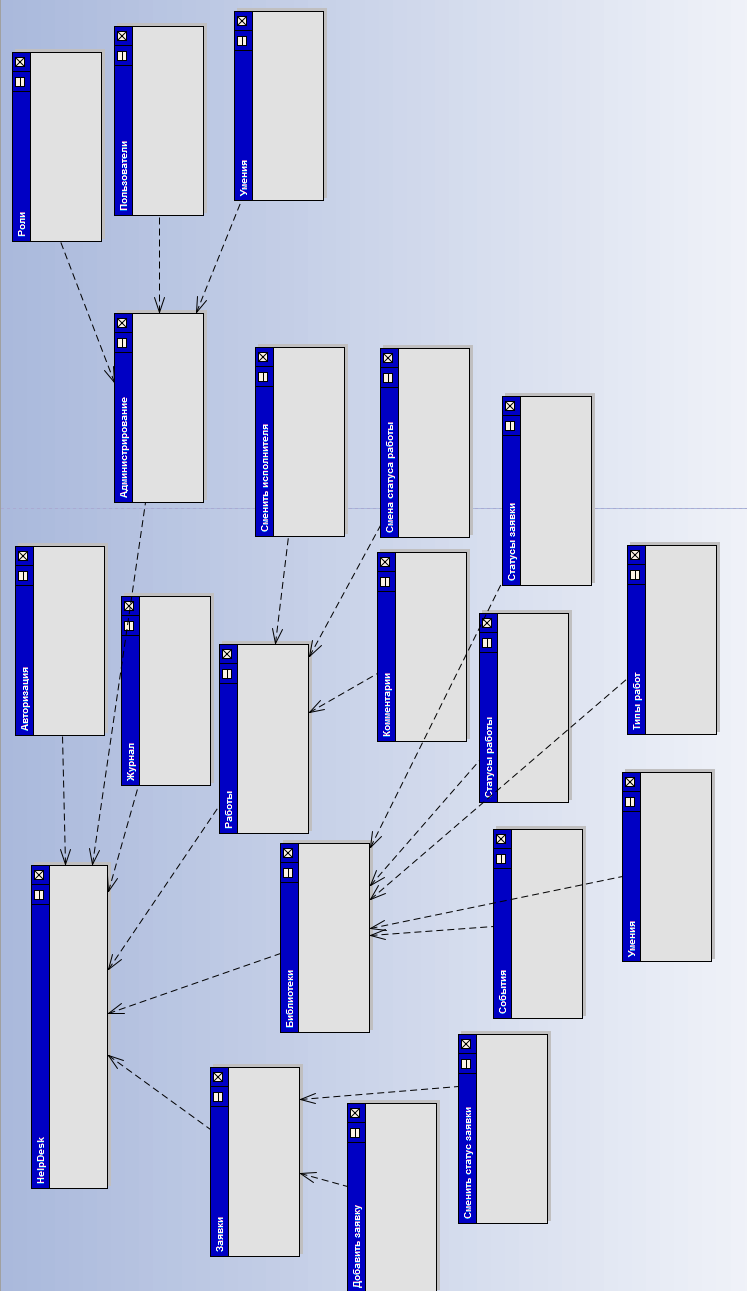 HelpDesk
Авторизация
Администрирование
Роли
Журнал
Пользователи
Заявки
Работы
Сменить исполнителя
Умения
Библиотеки
Добавить заявку
Комментарии
Смена статуса работы
Сменить статус заявки
Статусы работы
События
Статусы заявки
Умения
Типы работ